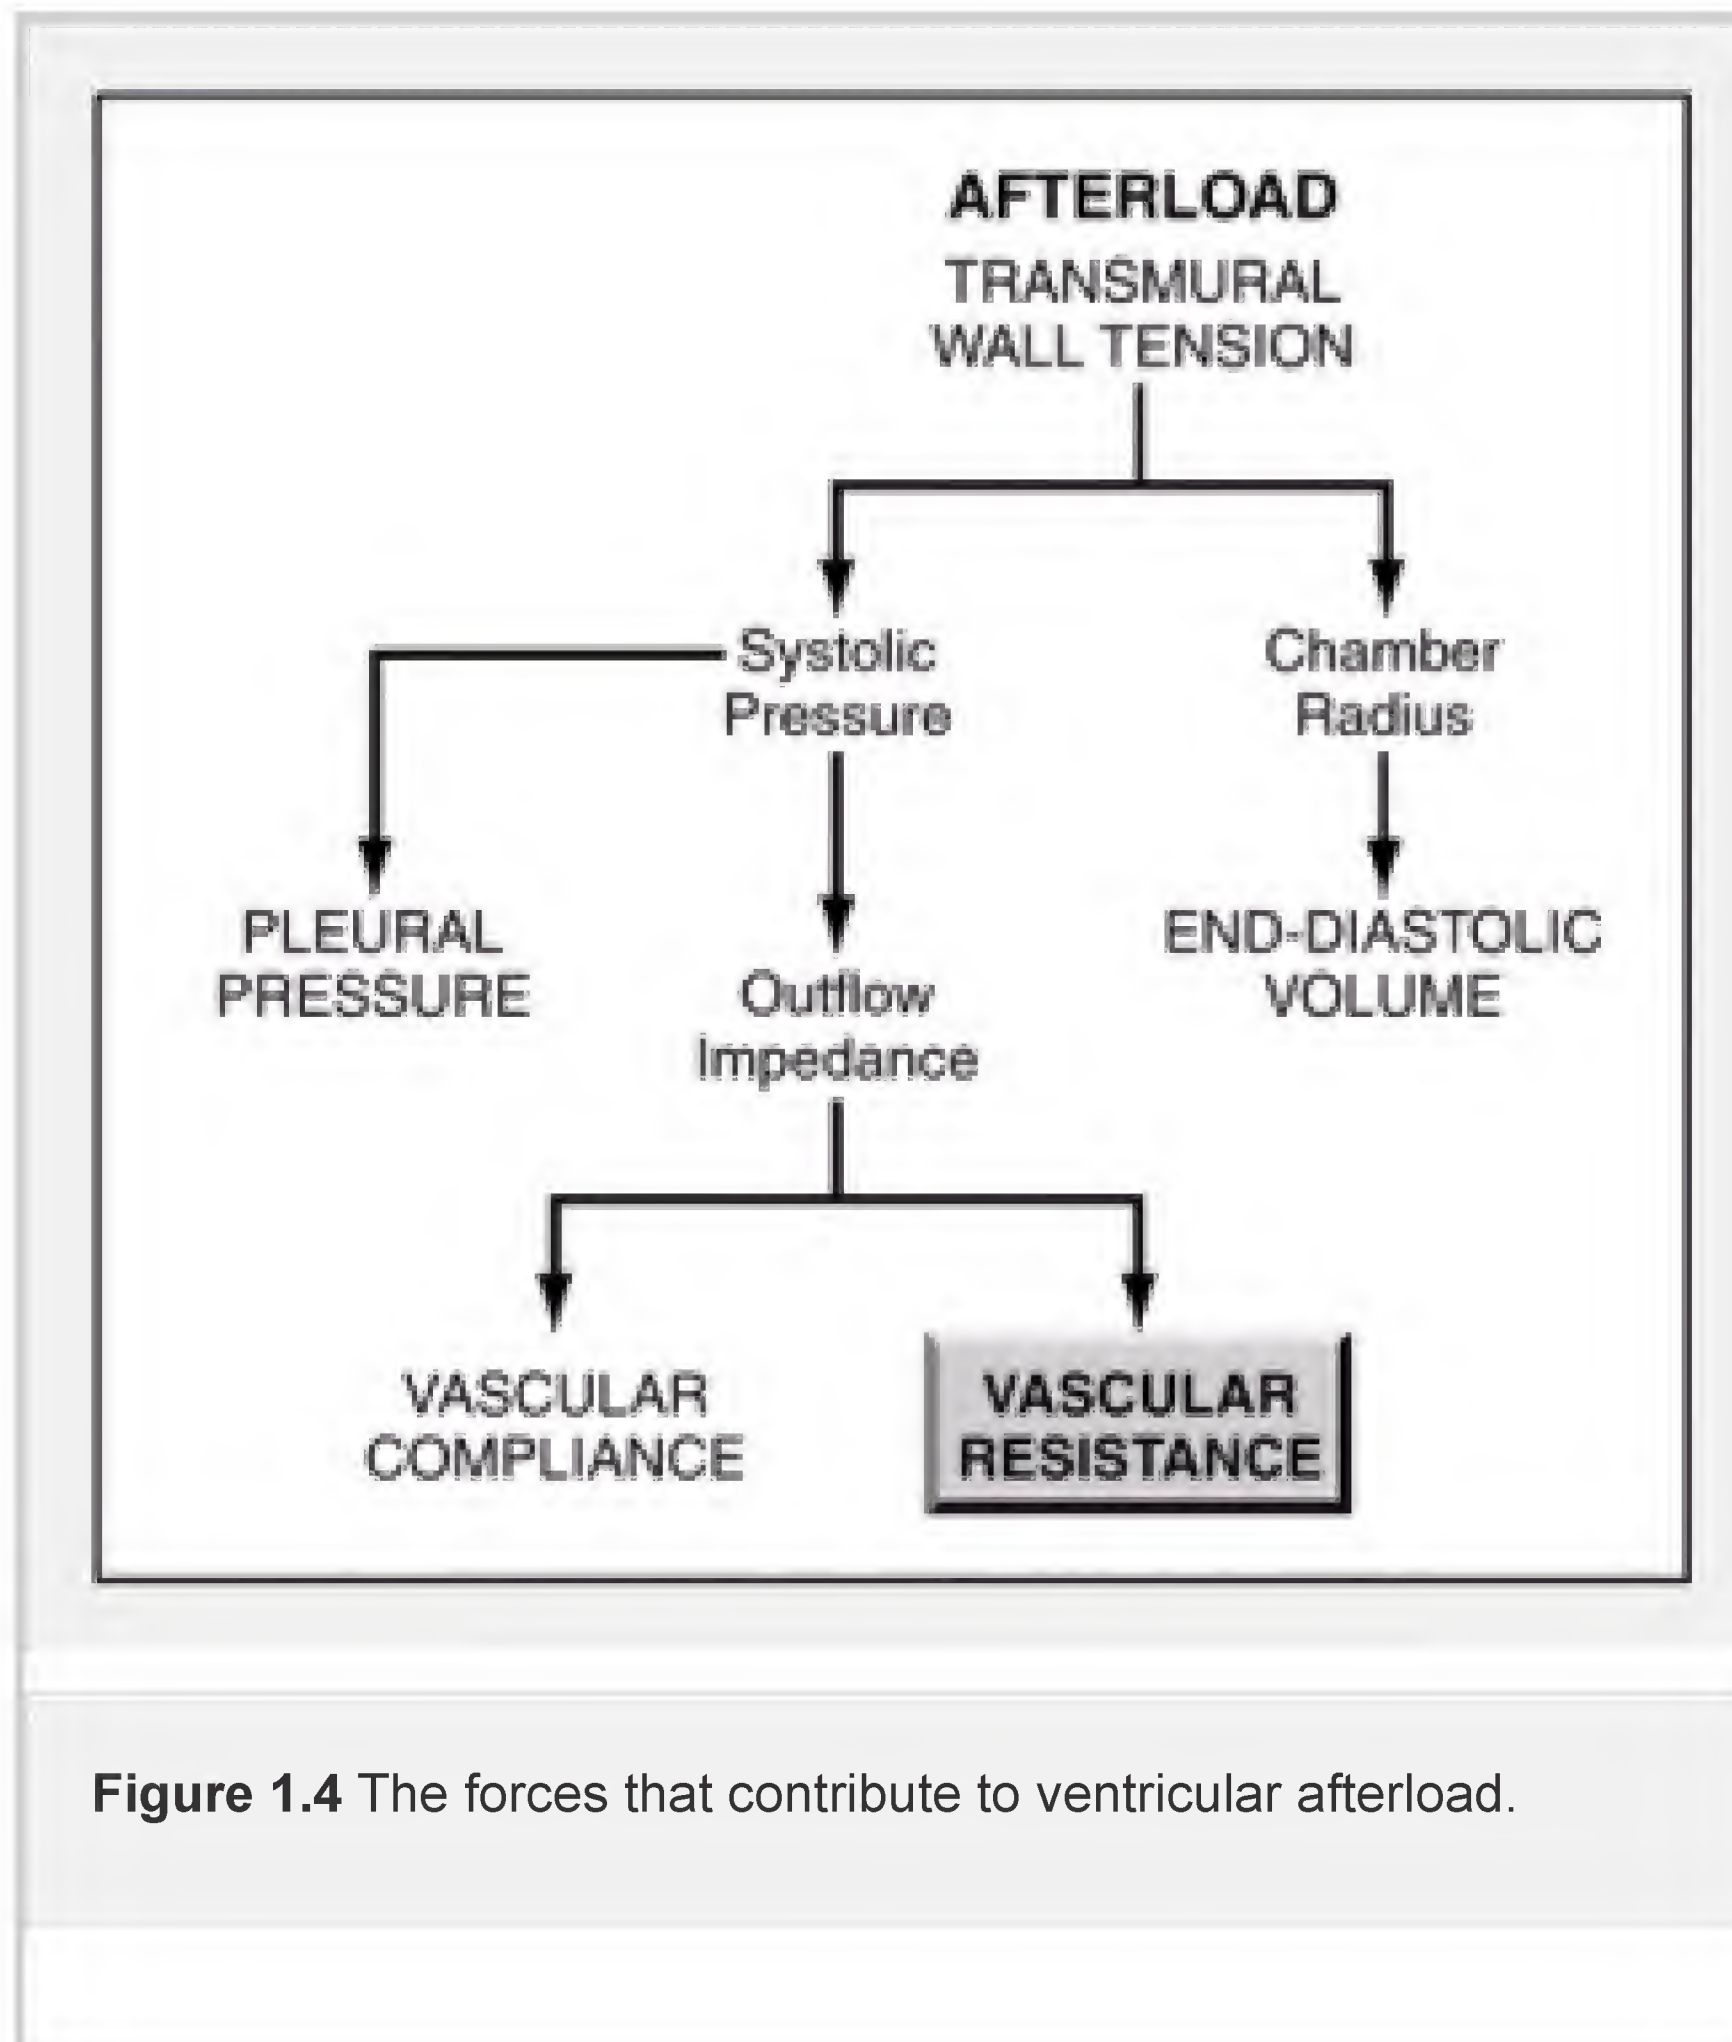 AFTERLOAD
TRANSMURAL
WALL TENSION
Systolic
Pressure
Chamber
Radius
PLEURAL
PRESSURE
Outflow
Impedance
END-DIASTOLIC
VOLUME
VASCULAR
COMPLIANCE
VASCULAR
RESISTANCE
Figure 1.4 The forces that contribute to ventricular afterload.